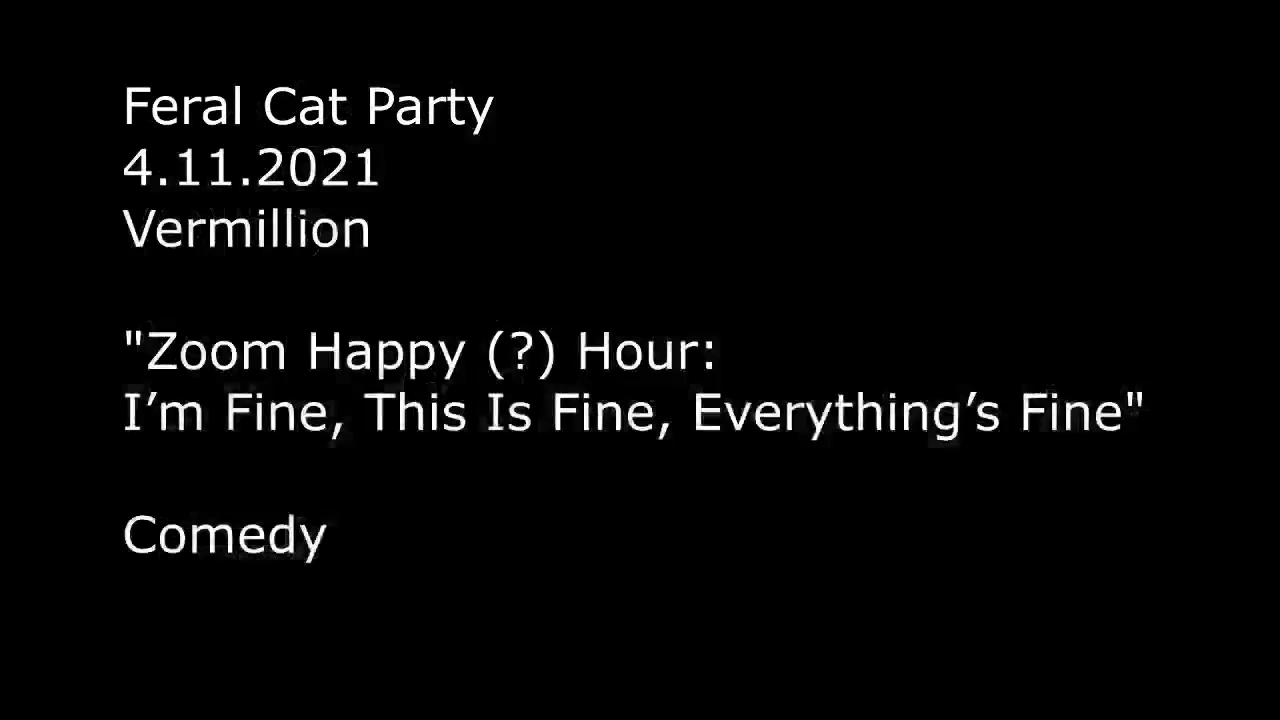 Feral Cat Party
4.11.2021
Vermillion
"Zoom Happy (?) Hour:
I’m Fine, This Is Fine, Everything’s Fine"
Comedy